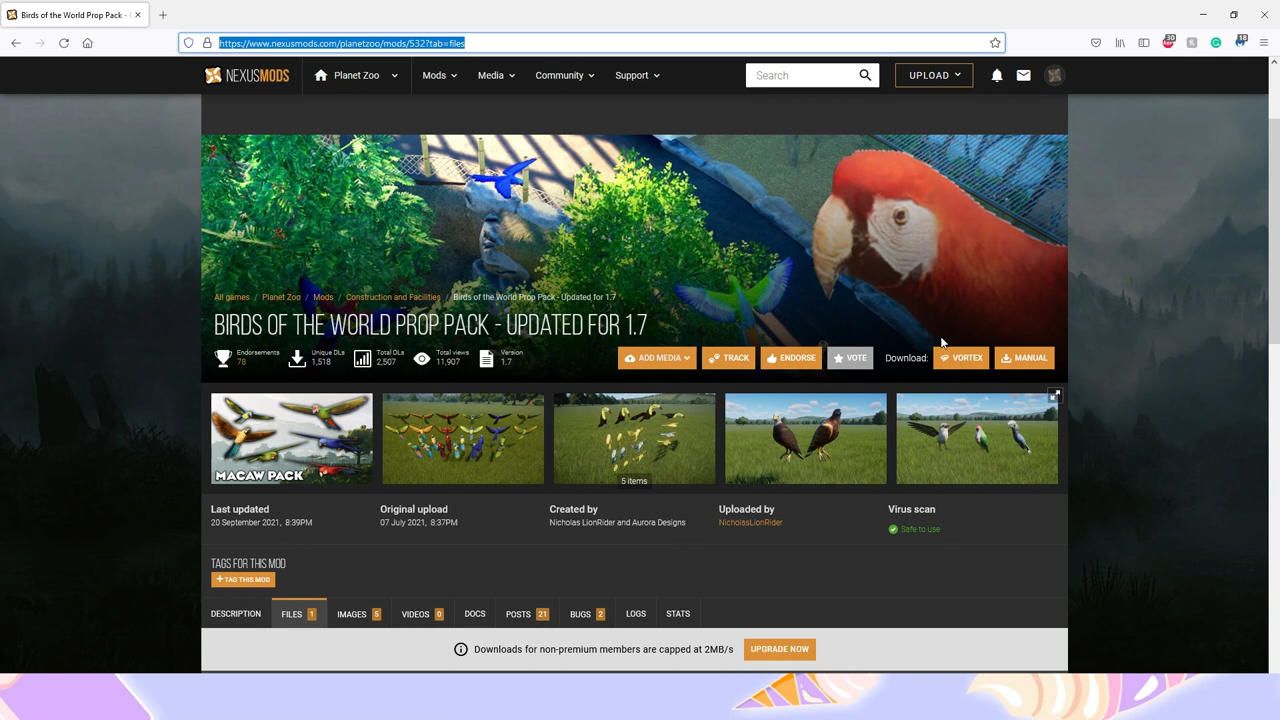 Birds of the World Prop Pack -
https://www.nexusmods.com/planetzoo/mods/532?tab=files
30
18
NEXUSMODS
Planet Zoo
Mods
Media
Community
Support
Search
UPLOAD
All games / Planet Zoo / Mods / Construction and Facilities / Birds of the World Prop Pack - Updated for 1.7
BIRDS OF THE WORLD PROP PACK - UPDATED FOR 1.7
Endorsements
78
Unique DLs
1,518
Total DLs
2,507
Total views
11,907
Version
1.7
ADD MEDIA
TRACK
ENDORSE
VOTE
Download:
VORTEX
MANUAL
MACAW PACK
5 items
Last updated
20 September 2021, 8:39PM
Original upload
07 July 2021, 8:37PM
Created by
Nicholas LionRider and Aurora Designs
Uploaded by
NicholasLionRider
Virus scan
Safe to use
TAGS FOR THIS MOD
+ TAG THIS MOD
DESCRIPTION
FILES 1
IMAGES 5
VIDEOS 0
DOCS
POSTS 21
BUGS 2
LOGS
STATS
Downloads for non-premium members are capped at 2MB/s
UPGRADE NOW